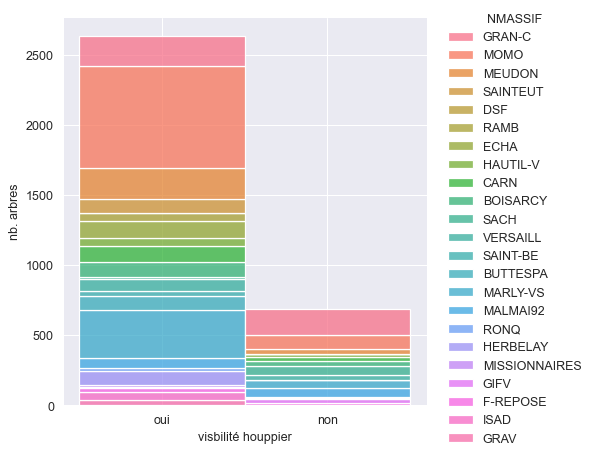 NMASSIF
GRAN-C
MOMO
MEUDON
SAINTEUT
DSF
RAMB
ECHA
HAUTIL-V
CARN
BOISARCY
SACH
VERSAILL
SAINT-BE
BUTTESPA
MARLY-VS
MALMAI92
RONQ
HERBELAY
MISSIONNAIRES
GIFV
F-REPOSE
ISAD
GRAV
nb. arbres
2500
2000
1500
1000
500
0
oui
non
visbilité houppier